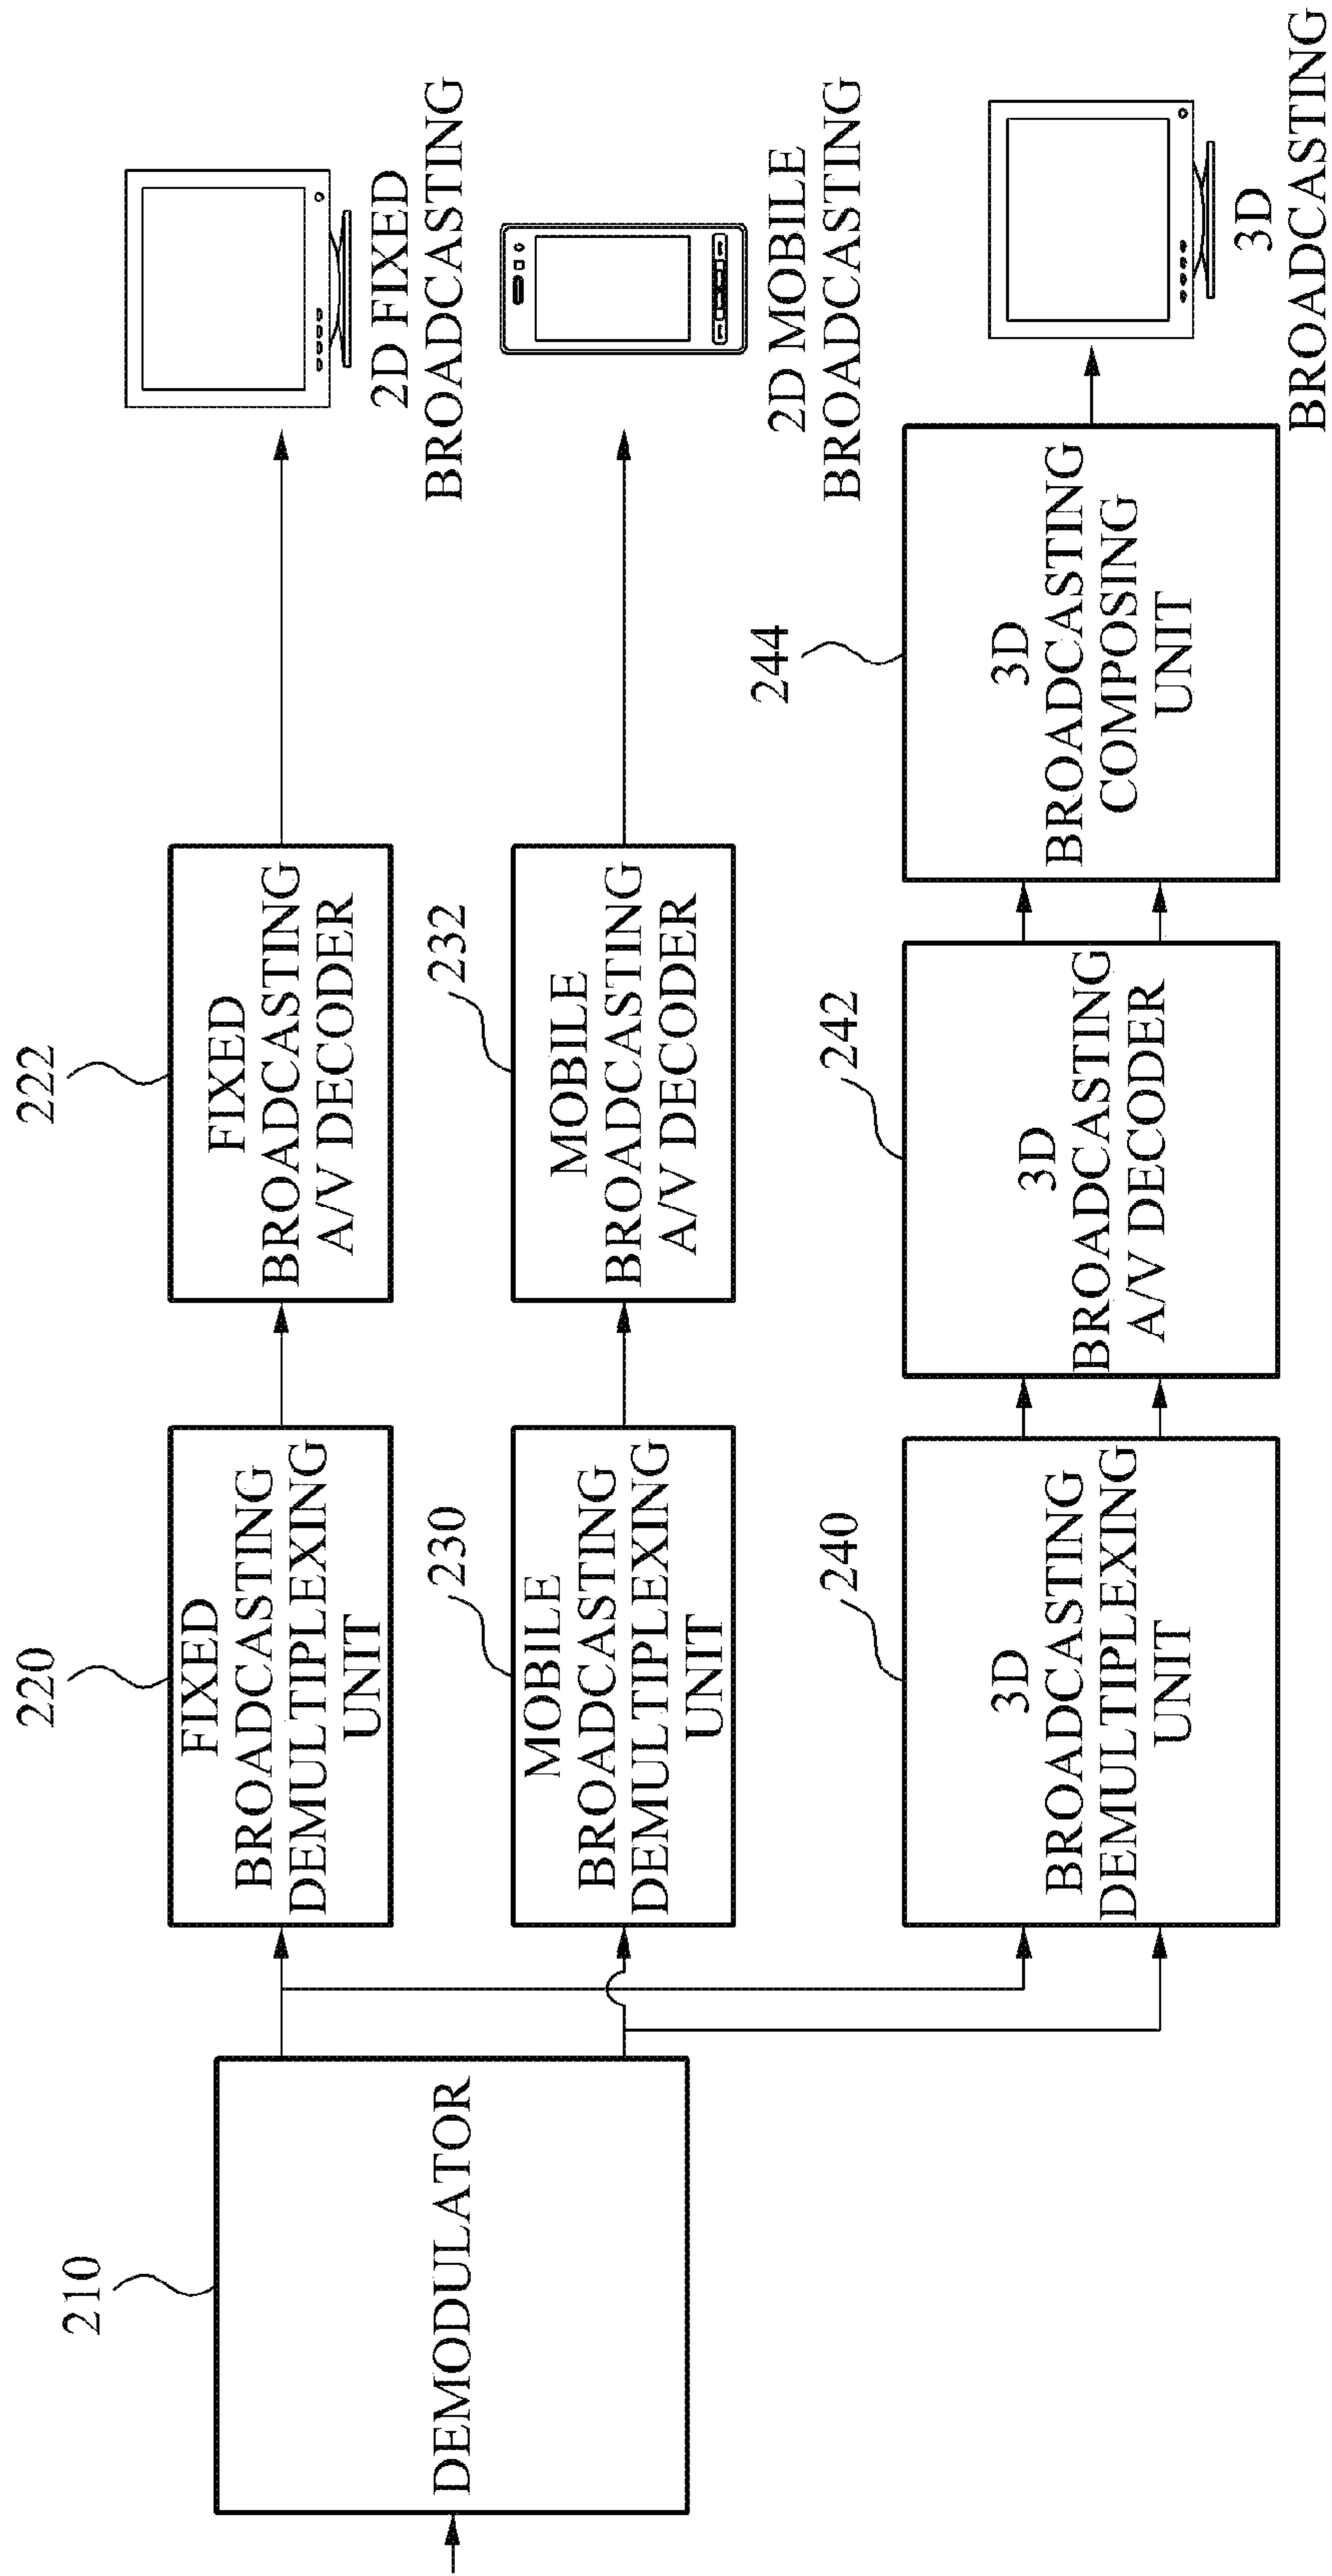 210
DEMODULATOR
220
FIXED
BROADCASTING
DEMULTIPLEXING
UNIT
222
FIXED
BROADCASTING
A/V DECODER
2D FIXED
BROADCASTING
230
MOBILE
BROADCASTING
DEMULTIPLEXING
UNIT
232
MOBILE
BROADCASTING
A/V DECODER
2D MOBILE
BROADCASTING
240
3D
BROADCASTING
DEMULTIPLEXING
UNIT
242
3D
BROADCASTING
A/V DECODER
244
3D
BROADCASTING
COMPOSING
UNIT
3D
BROADCASTING